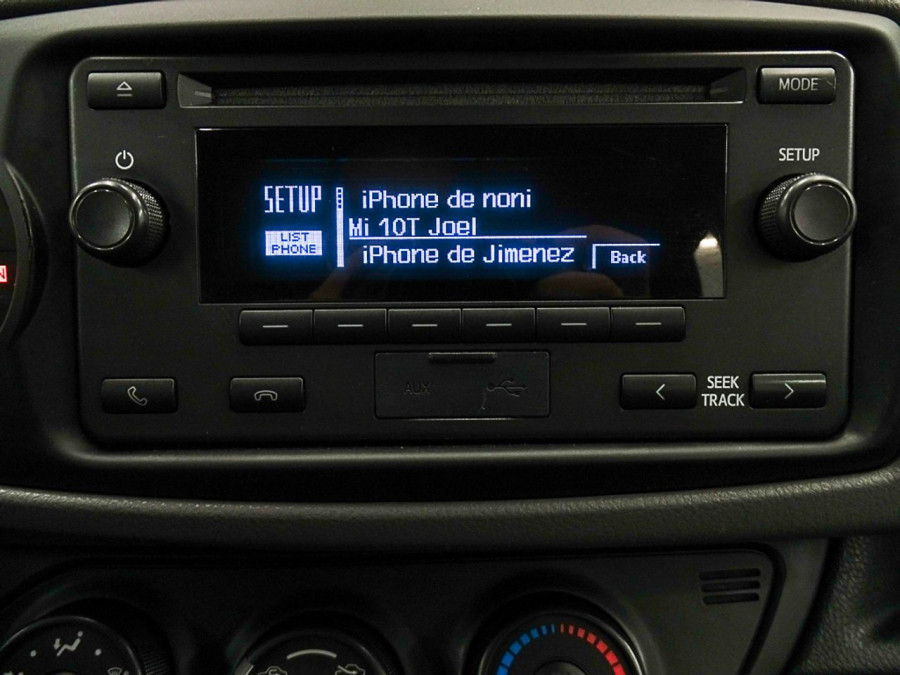 MODE
SETUP
SETUP
LIST
PHONE
iPhone de noni
Mi 10T Joel
iPhone de Jimenez
Back
AUX
SEEK
TRACK